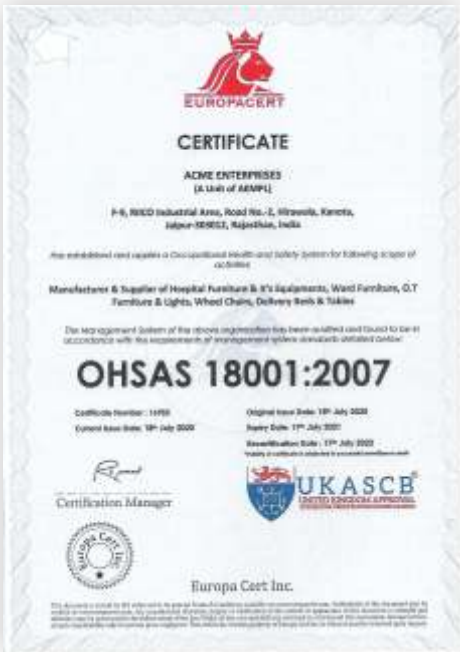 EUROPACERT
CERTIFICATE
ACME ENTERPRISES
(A Unit of AKMPL)
Industrial Area, Road No.-2, Hirawala, Kanota,
Jaipur-303012, Rajasthan, India
Has established and applies a Occupational Health and Safety System for following scope of
activities
Manufacturer & Supplier of Hospital Furniture & It's Equipments, Ward Furniture, O.T
Furniture & Lights, Wheel Chairs, Delivery Beds & Tables
The Management System of the above organization has been audited and found to be in
accordance with the requirements of management system standards detailed below:
OHSAS 18001:2007
Certificate Number :
Original Issue Date: 18th July 2020
Current Issue Date: 18th July 2020
Expiry Date: 17th July 2021
Recertification Date : 17th July 2023
Certification Manager
UKASCB
UNITED KINGDOM APPROVAL
Europa Cert Inc.
Europa Cert Inc.